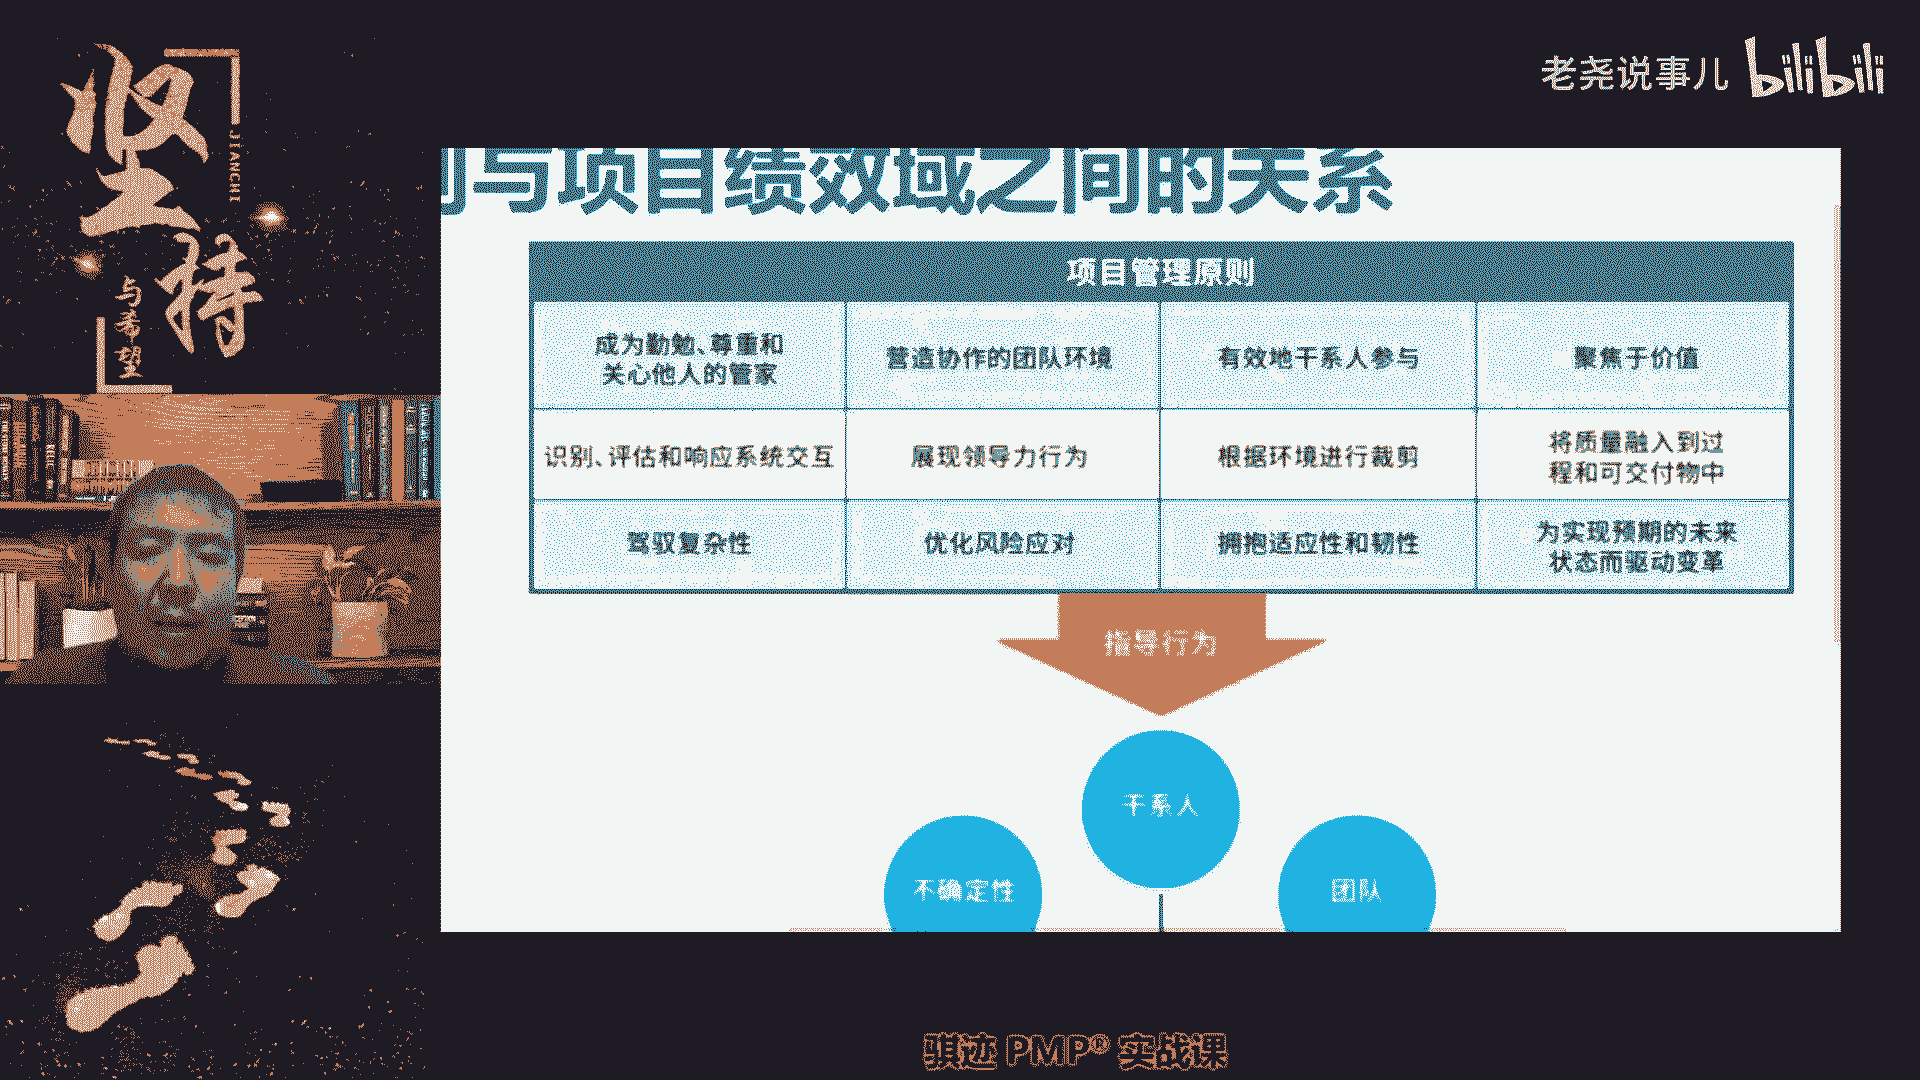 坚持
JIANCHI
与希望
老尧说事儿 bilibili
与项目绩效域之间的关系
项目管理原则
成为勤勉、尊重和
关心他人的管家
营造协作的团队环境
有效地干系人参与
聚焦于价值
识别、评估和响应系统交互
展现领导力行为
根据环境进行裁剪
将质量融入到过
程和可交付物中
驾驭复杂性
优化风险应对
拥抱适应性和韧性
为实现预期的未来
状态而驱动变革
指导行为
干系人
不确定性
团队
骐迹 PMP® 实战课